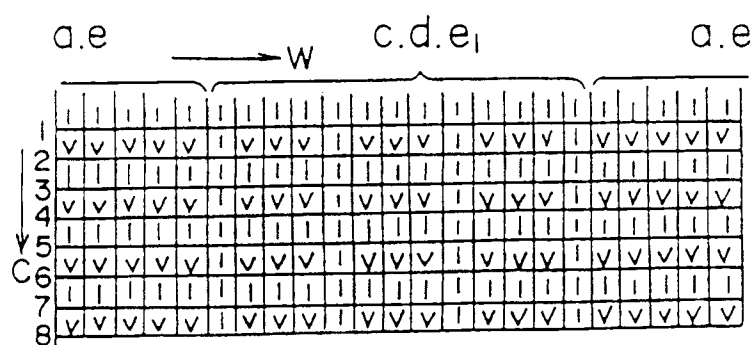 a.e W c.d.e₁ a.e
I I I I I I I I I I I I I I I I I I I I I I I
1 V V V V V I V V V I V V V I V V V I V V V V V
2 I I I I I I I I I I I I I I I I I I I I I I I
3 V V V V V I V V V I V V V I V V V I V V V V V
4 I I I I I I I I I I I I I I I I I I I I I I I
5 V V V V V I V V V I V V V I V V V I V V V V V
C
6 I I I I I I I I I I I I I I I I I I I I I I I
7 V V V V V I V V V I V V V I V V V I V V V V V
8